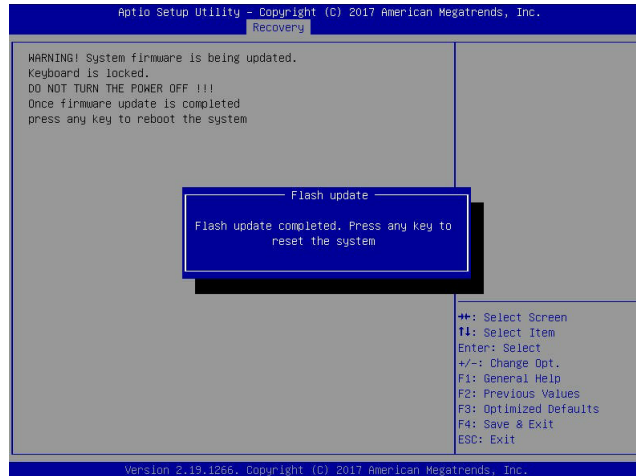 Aptio Setup Utility – Copyright (C) 2017 American Megatrends, Inc.
Recovery
WARNING! System firmware is being updated.
Keyboard is locked.
DO NOT TURN THE POWER OFF !!!
Once firmware update is completed
press any key to reboot the system
Flash update
Flash update completed. Press any key to
reset the system
→←: Select Screen
↑↓: Select Item
Enter: Select
+/-: Change Opt.
F1: General Help
F2: Previous Values
F3: Optimized Defaults
F4: Save & Exit
ESC: Exit
Version 2.19.1266. Copyright (C) 2017 American Megatrends, Inc.